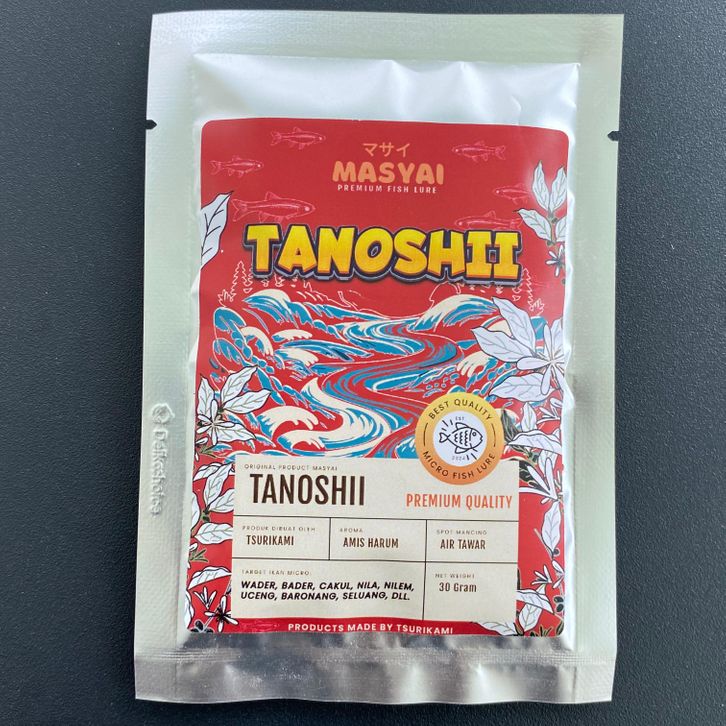 マサイ
MASYAI
PREMIUM FISH LURE
TANOSHII
BEST QUALITY
EST
2024
MICRO FISH LURE
ORIGINAL PRODUCT MASYAI
TANOSHII
PREMIUM QUALITY
PRODUK DIBUAT OLEH
TSURIKAMI
AROMA
AMIS HARUM
SPOT MANCING
AIR TAWAR
TARGET IKAN MICRO:
WADER, BADER, CAKUL, NILA, NILEM,
UCENG, BARONANG, SELUANG, DLL.
NET WEIGHT
30 Gram
PRODUCTS MADE BY TSURIKAMI